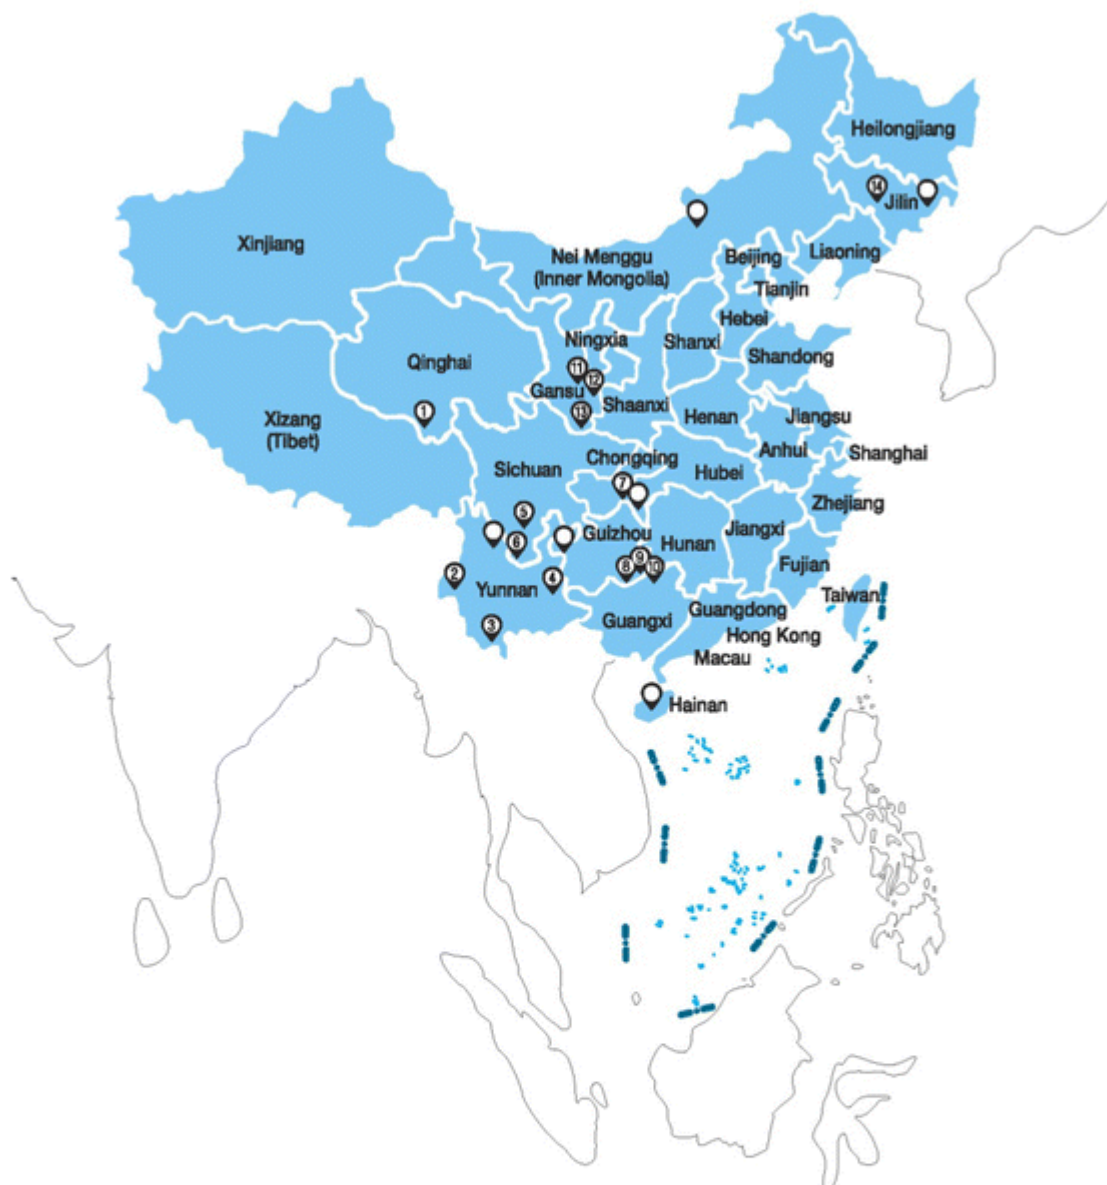 Heilongjiang
14
Jilin
Xinjiang
Nei Menggu
(Inner Mongolia)
Beijing
Liaoning
Tianjin
Hebei
Ningxia
Shanxi
Qinghai
Shandong
11
12
Gansu
Shaanxi
1
13
Xizang
(Tibet)
Henan
Jiangsu
Anhui
Shanghai
Sichuan
Chongqing
Hubei
7
Zhejiang
5
Guizhou
Hunan
Jiangxi
6
9
8
10
Fujian
2
4
Yunnan
Taiwan
3
Guangxi
Guangdong
Hong Kong
Macau
Hainan